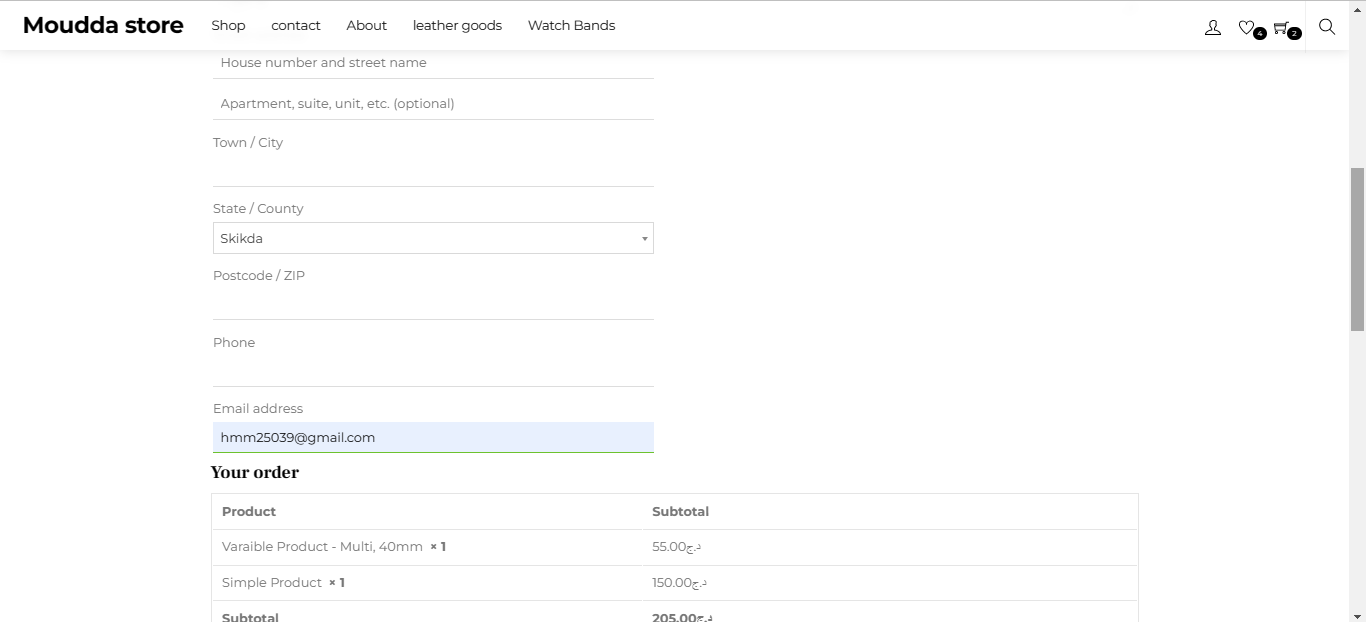 Moudda store Shop contact About leather goods Watch Bands 4 2
House number and street name
Apartment, suite, unit, etc. (optional)
Town / City
State / County
Skikda
Postcode / ZIP
Phone
Email address
hmm25039@gmail.com
Your order
Product Subtotal
Varaible Product - Multi, 40mm × 1 55.00د.ج
Simple Product × 1 150.00د.ج
Subtotal 205.00د.ج